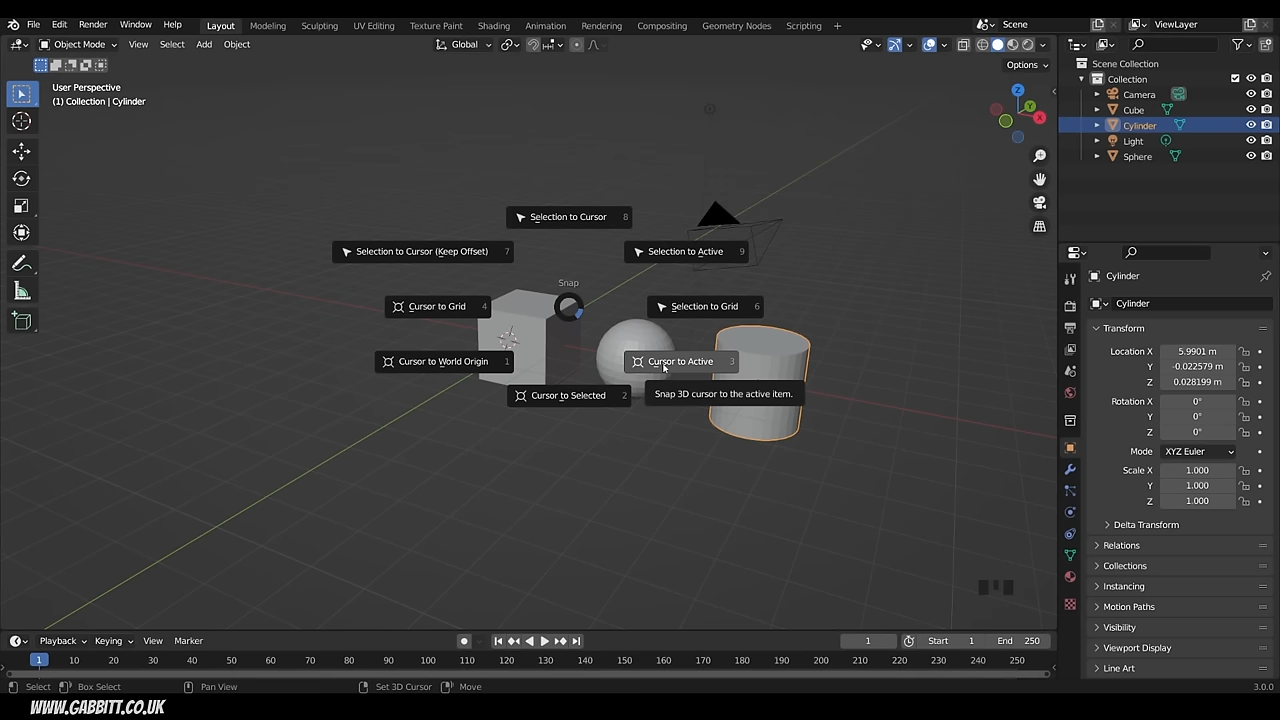 File Edit Render Window Help Layout Modeling Sculpting UV Editing Texture Paint Shading Animation Rendering Compositing Geometry Nodes Scripting + Scene ViewLayer
Object Mode View Select Add Object Global
Options
User Perspective
(1) Collection | Cylinder
Z
Y
X
Selection to Cursor 8
Selection to Cursor (Keep Offset) 7
Selection to Active 9
Snap
Cursor to Grid 4
Selection to Grid 6
Cursor to World Origin 1
Cursor to Active 3
Cursor to Selected 2
Snap 3D cursor to the active item.
Scene Collection
Collection
Camera
Cube
Cylinder
Light
Sphere
Cylinder
Cylinder
Transform
Location X 5.9901 m
Y -0.022579 m
Z 0.028199 m
Rotation X 0°
Y 0°
Z 0°
Mode XYZ Euler
Scale X 1.000
Y 1.000
Z 1.000
Delta Transform
Relations
Collections
Instancing
Motion Paths
Visibility
Viewport Display
Line Art
Playback Keying View Marker 1 Start 1 End 250
1 10 20 30 40 50 60 70 80 90 100 110 120 130 140 150 160 170 180 190 200 210 220 230 240 250
Select Box Select Pan View Set 3D Cursor Move 3.0.0
WWW.GABBITT.CO.UK